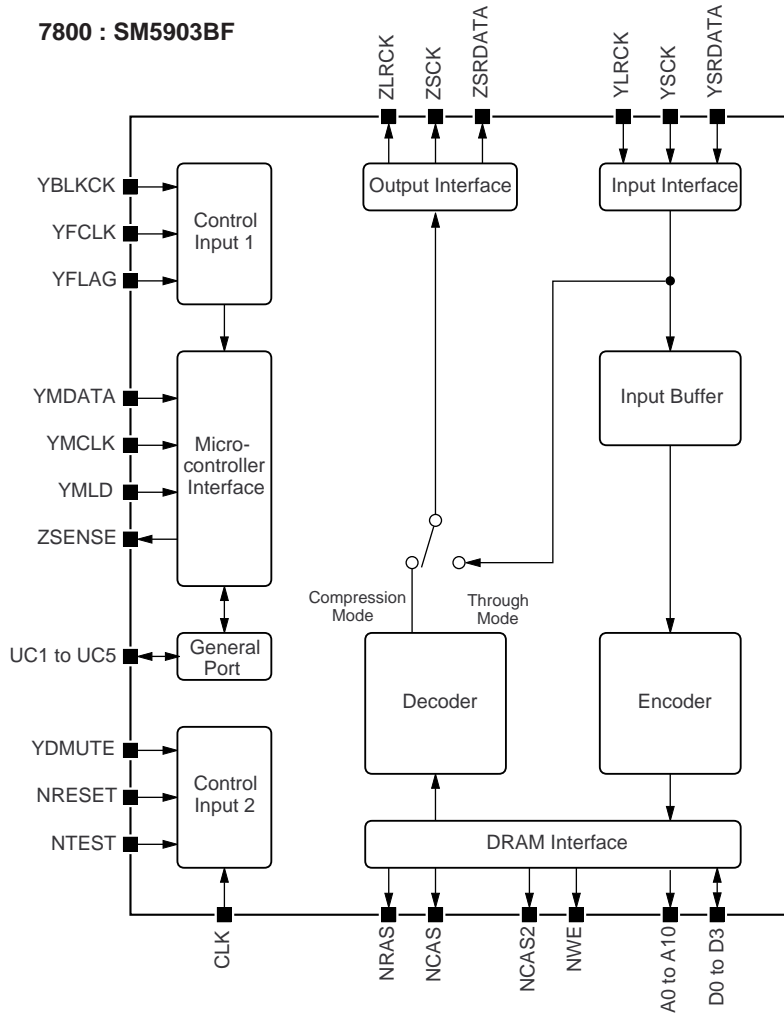 7800 : SM5903BF
ZLRCK
ZSCK
ZSRDATA
YLRCK
YSCK
YSRDATA
YBLKCK
YFCLK
YFLAG
Control
Input 1
Output Interface
Input Interface
YMDATA
YMCLK
YMLD
ZSENSE
Micro-
controller
Interface
Input Buffer
Compression
Mode
Through
Mode
UC1 to UC5
General
Port
Decoder
Encoder
YDMUTE
NRESET
NTEST
Control
Input 2
DRAM Interface
CLK
NRAS
NCAS
NCAS2
NWE
A0 to A10
D0 to D3